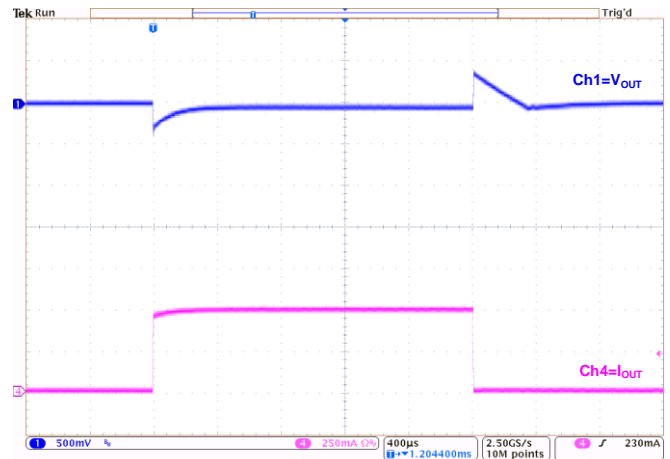 Tek Run Trig'd
T
T
1
Ch1=VOUT
4
Ch4=IOUT
1 500mV 4 250mA Ω 400µs 2.50GS/s 4 230mA
T→▼1.204400ms 10M points